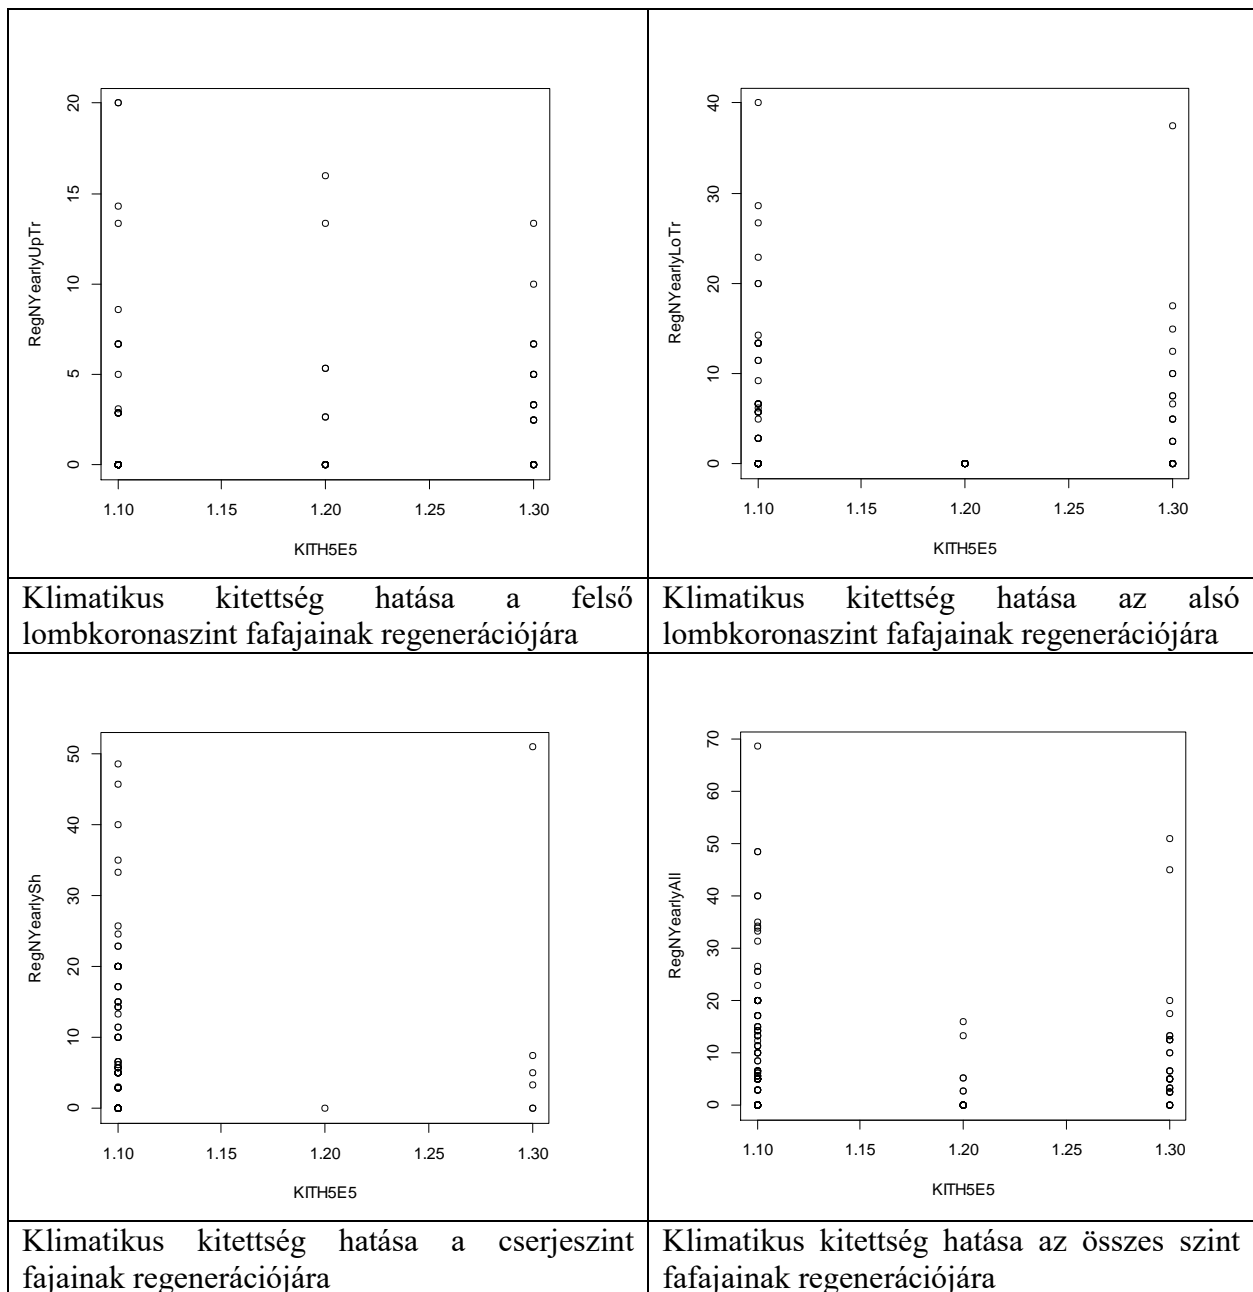 20
15
10
5
0
RegNYearlyUpTr
1.10 1.15 1.20 1.25 1.30
KITH5E5
40
30
20
10
0
RegNYearlyLoTr
1.10 1.15 1.20 1.25 1.30
KITH5E5
Klimatikus kitettség hatása a felső
lombkoronaszint fafajainak regenerációjára
Klimatikus kitettség hatása az alsó
lombkoronaszint fafajainak regenerációjára
50
40
30
20
10
0
RegNYearlySh
1.10 1.15 1.20 1.25 1.30
KITH5E5
70
60
50
40
30
20
10
0
RegNYearlyAll
1.10 1.15 1.20 1.25 1.30
KITH5E5
Klimatikus kitettség hatása a cserjeszint
fajainak regenerációjára
Klimatikus kitettség hatása az összes szint
fafajainak regenerációjára